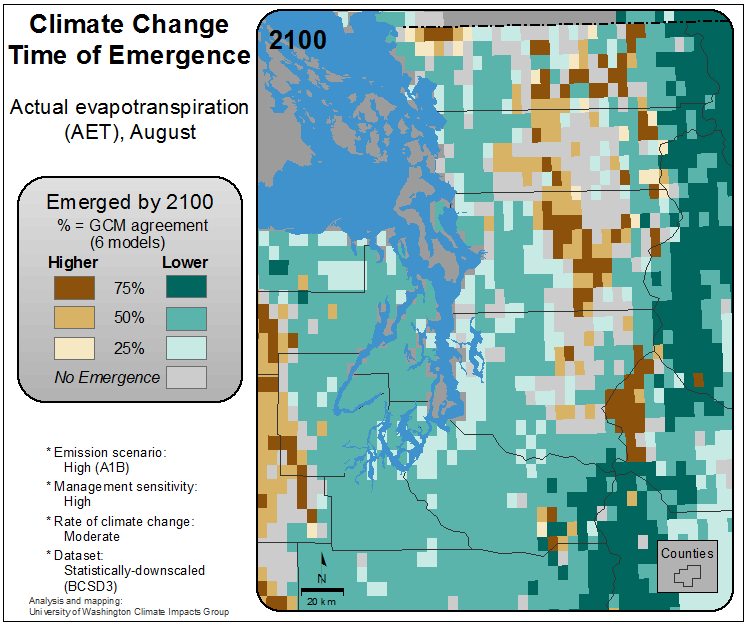 Climate Change
Time of Emergence
Actual evapotranspiration
(AET), August
Emerged by 2100
% = GCM agreement
(6 models)
Higher Lower
75%
50%
25%
No Emergence
* Emission scenario:
High (A1B)
* Management sensitivity:
High
* Rate of climate change:
Moderate
* Dataset:
Statistically-downscaled
(BCSD3)
Analysis and mapping:
University of Washington Climate Impacts Group
2100
N
20 km
Counties